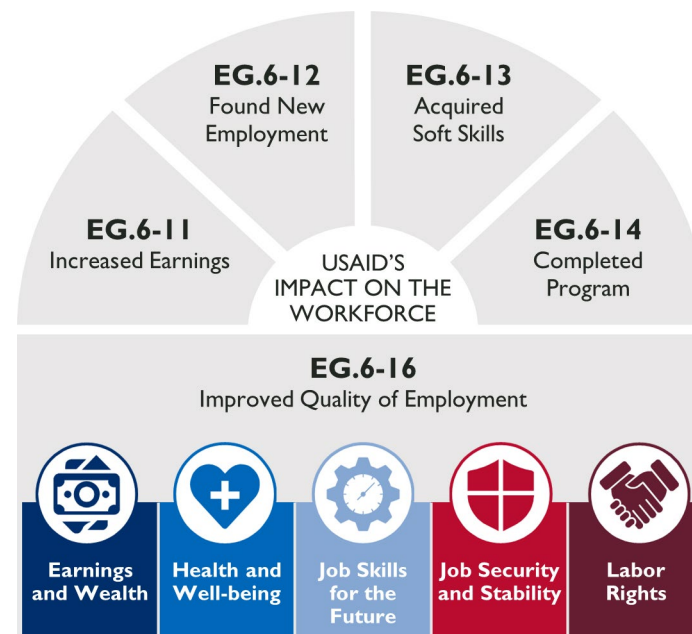 EG.6-12
Found New
Employment
EG.6-13
Acquired
Soft Skills
EG.6-11
Increased Earnings
EG.6-14
Completed
Program
USAID'S
IMPACT ON THE
WORKFORCE
EG.6-16
Improved Quality of Employment
Earnings
and Wealth
Health and
Well-being
Job Skills
for the
Future
Job Security
and Stability
Labor
Rights